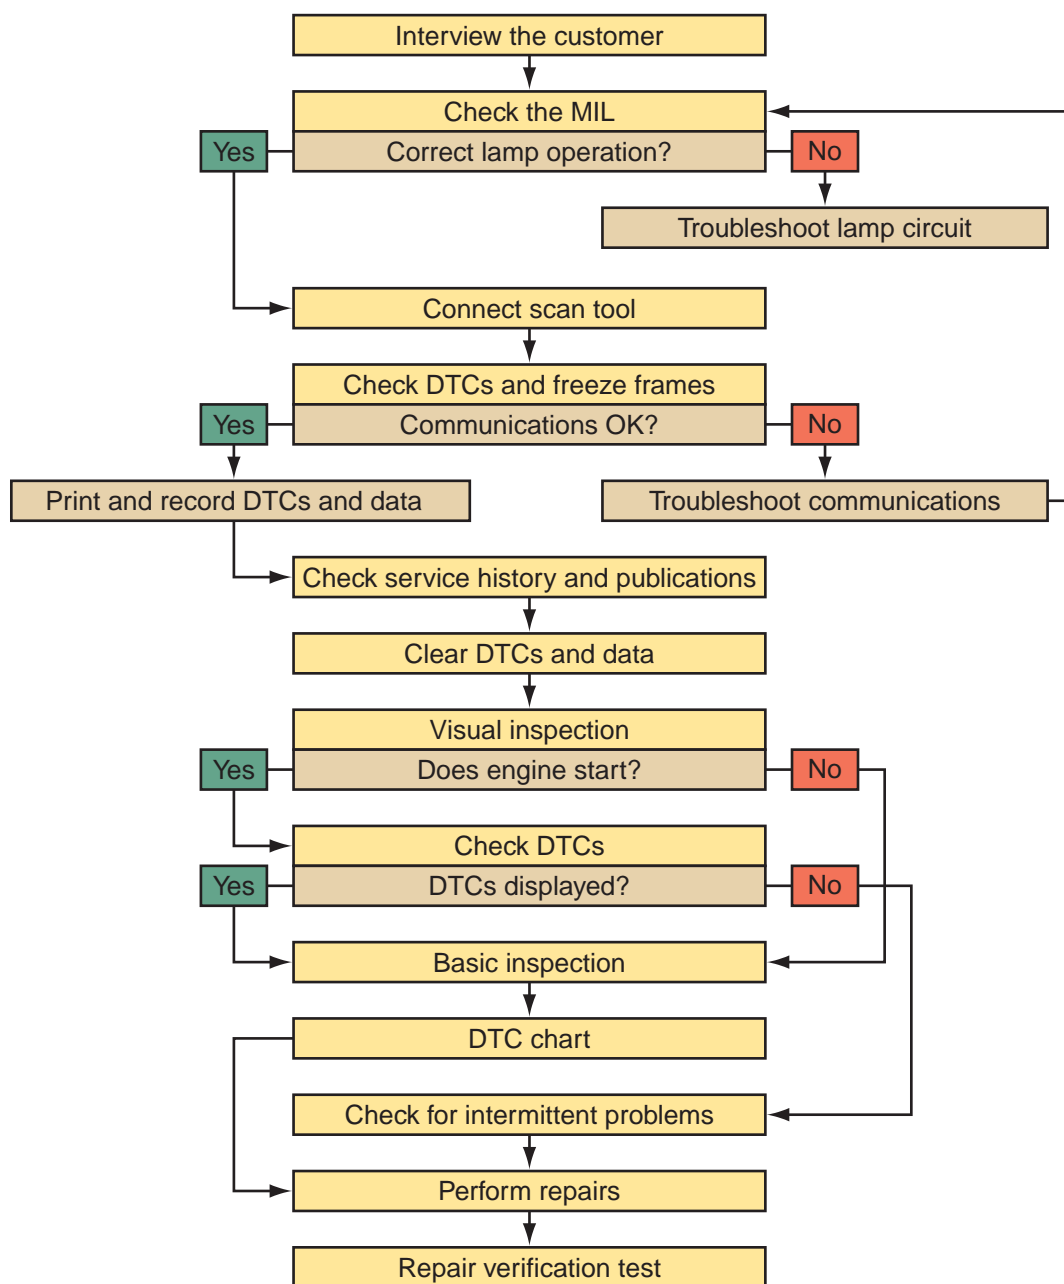 Interview the customer
Check the MIL
Yes
Correct lamp operation?
No
Troubleshoot lamp circuit
Connect scan tool
Check DTCs and freeze frames
Yes
Communications OK?
No
Print and record DTCs and data
Troubleshoot communications
Check service history and publications
Clear DTCs and data
Visual inspection
Yes
Does engine start?
No
Check DTCs
Yes
DTCs displayed?
No
Basic inspection
DTC chart
Check for intermittent problems
Perform repairs
Repair verification test